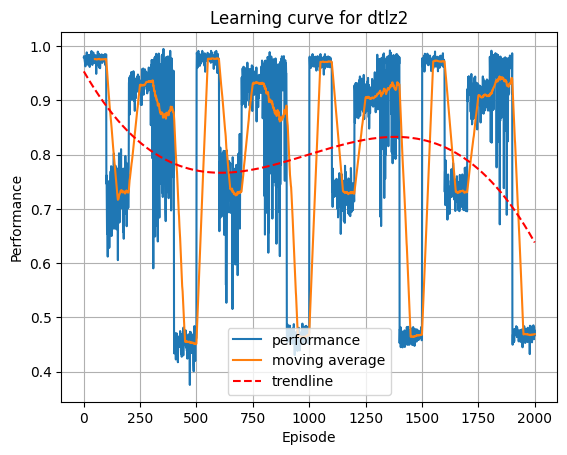 Learning curve for dtlz2
Performance
1.0
0.9
0.8
0.7
0.6
0.5
0.4
performance
moving average
trendline
0 250 500 750 1000 1250 1500 1750 2000
Episode